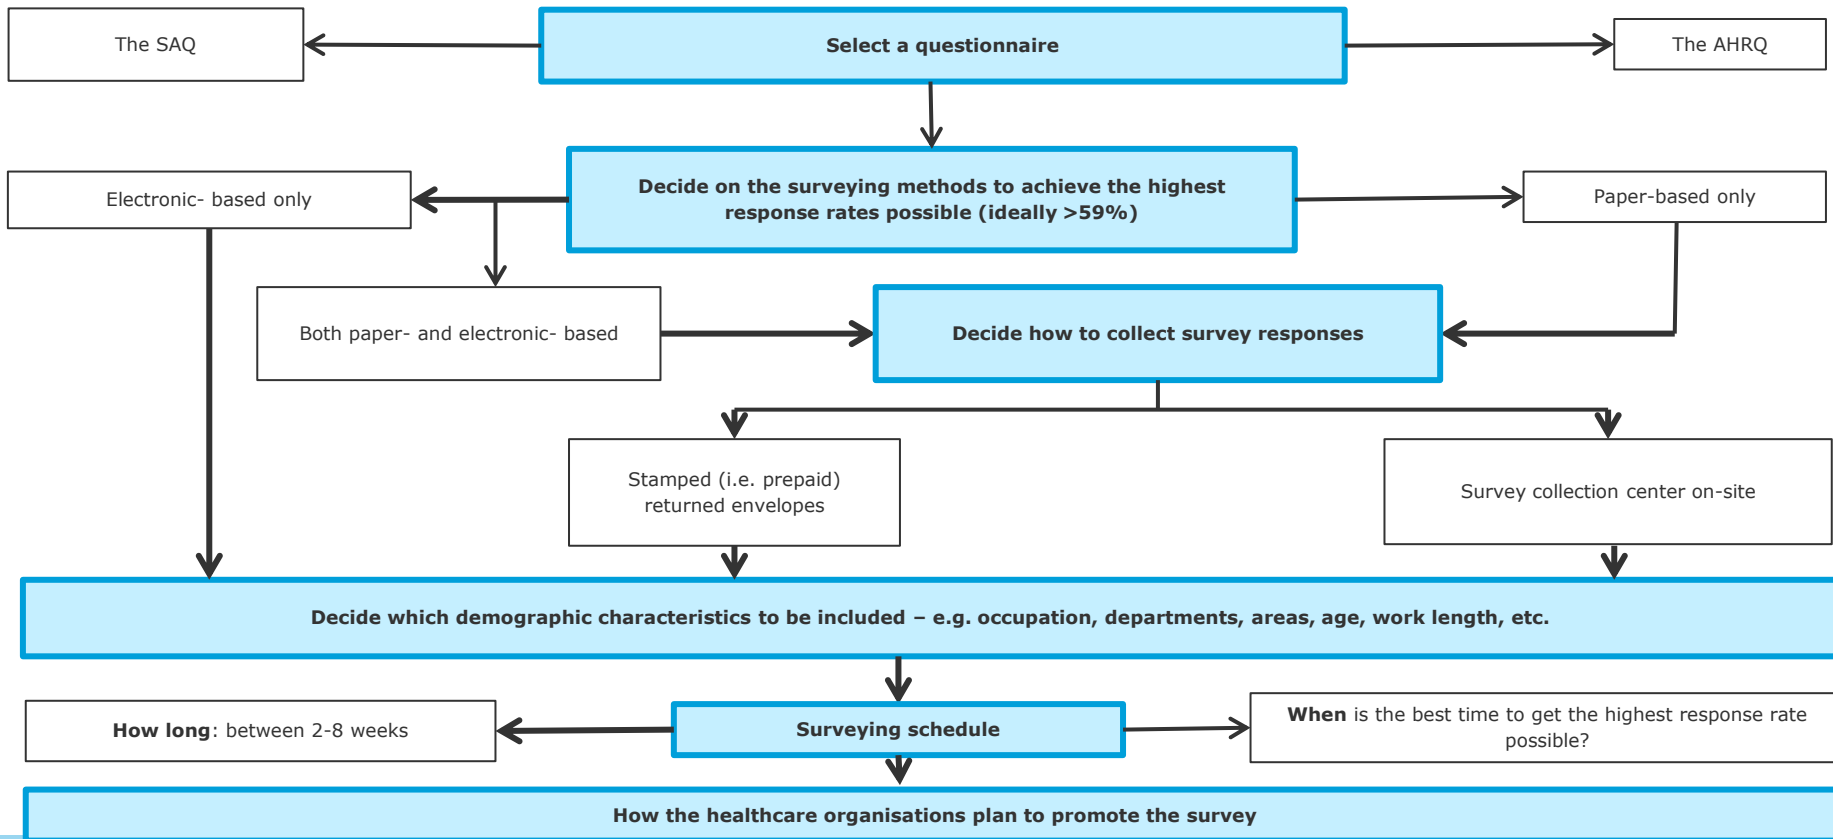 The SAQ
Select a questionnaire
The AHRQ
Decide on the surveying methods to achieve the highest
response rates possible (ideally >59%)
Electronic- based only
Paper-based only
Both paper- and electronic- based
Decide how to collect survey responses
Stamped (i.e. prepaid)
returned envelopes
Survey collection center on-site
Decide which demographic characteristics to be included – e.g. occupation, departments, areas, age, work length, etc.
How long: between 2-8 weeks
Surveying schedule
When is the best time to get the highest response rate
possible?
How the healthcare organisations plan to promote the survey